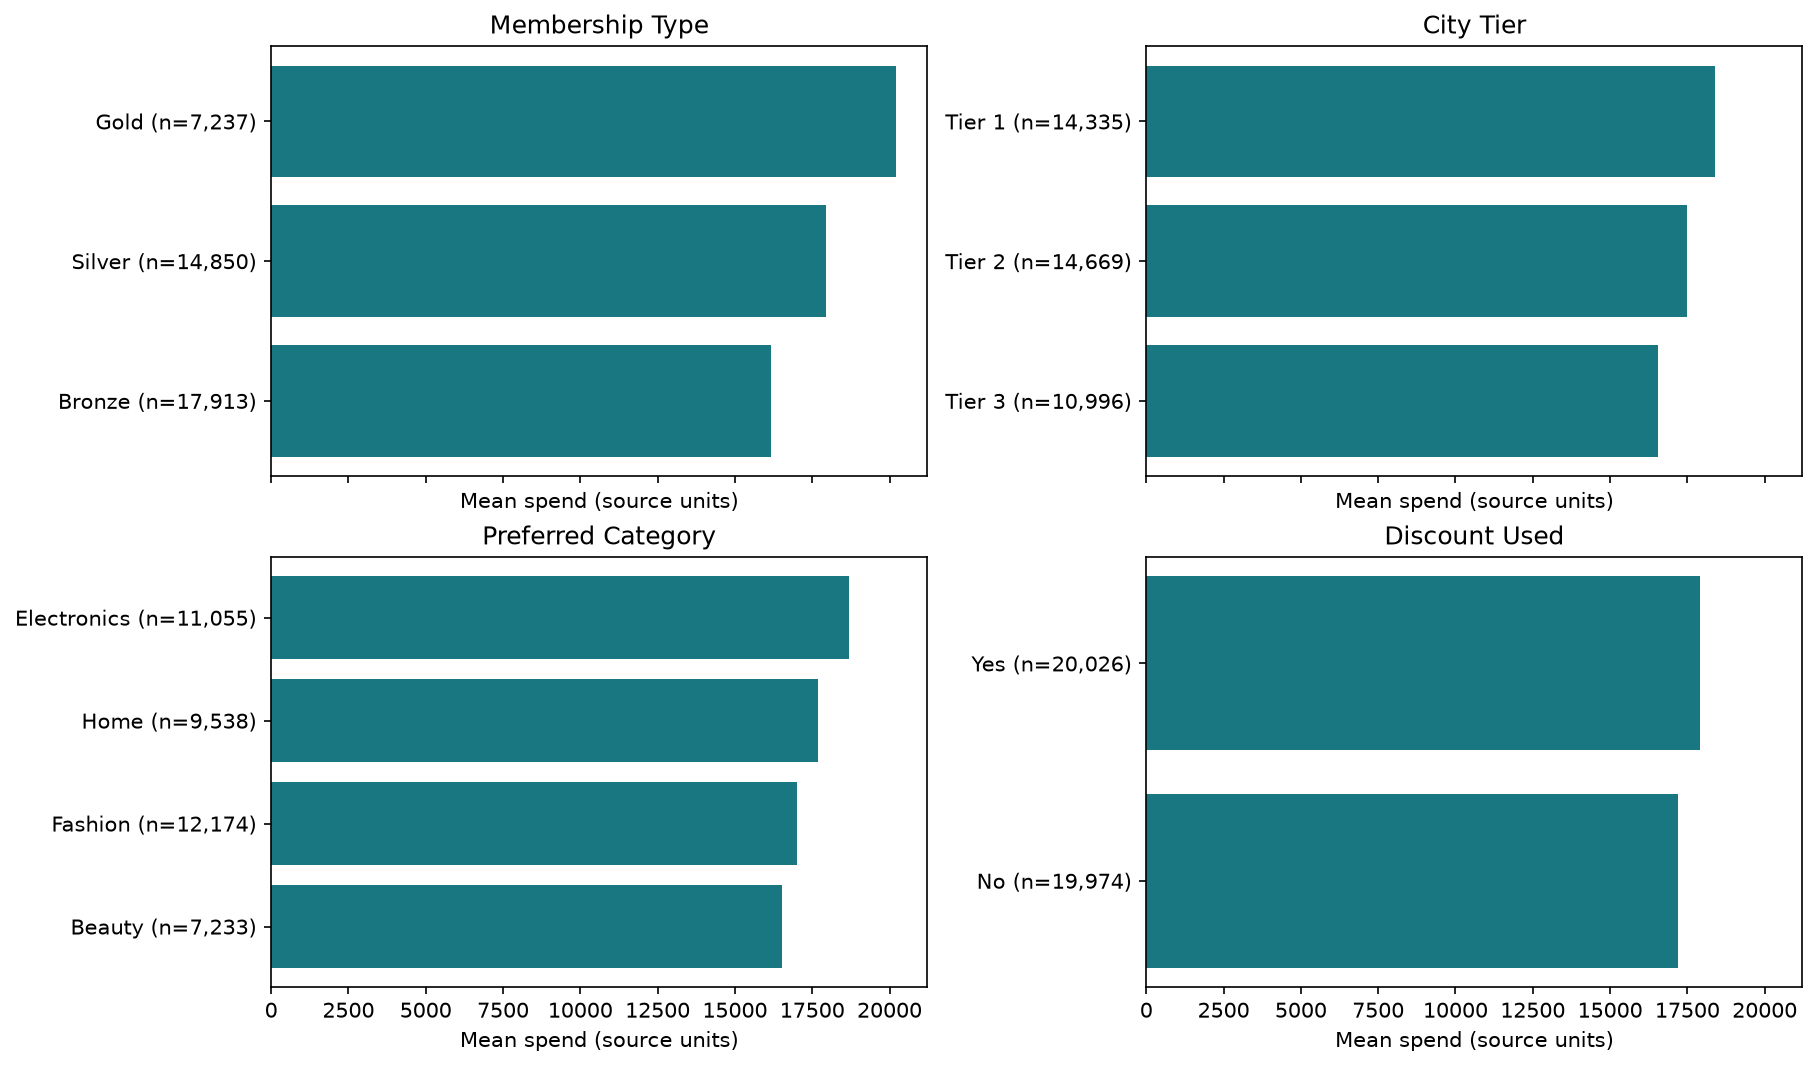 Membership Type
Gold (n=7,237)
Silver (n=14,850)
Bronze (n=17,913)
Mean spend (source units)
City Tier
Tier 1 (n=14,335)
Tier 2 (n=14,669)
Tier 3 (n=10,996)
Mean spend (source units)
Preferred Category
Electronics (n=11,055)
Home (n=9,538)
Fashion (n=12,174)
Beauty (n=7,233)
0 2500 5000 7500 10000 12500 15000 17500 20000
Mean spend (source units)
Discount Used
Yes (n=20,026)
No (n=19,974)
0 2500 5000 7500 10000 12500 15000 17500 20000
Mean spend (source units)